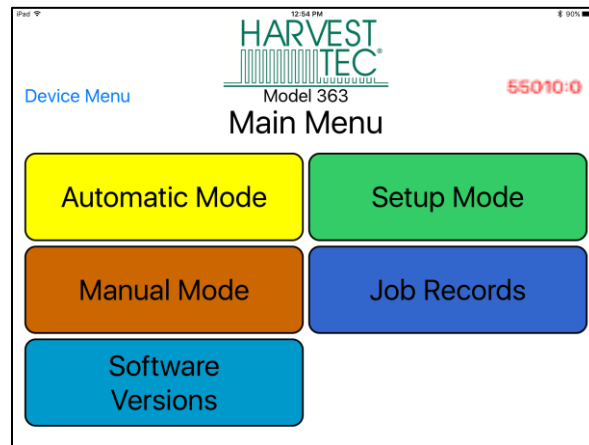 iPad 12:54 PM 90%
HARVEST
TEC®
Device Menu
Model 363
55010:0
Main Menu
Automatic Mode
Setup Mode
Manual Mode
Job Records
Software
Versions